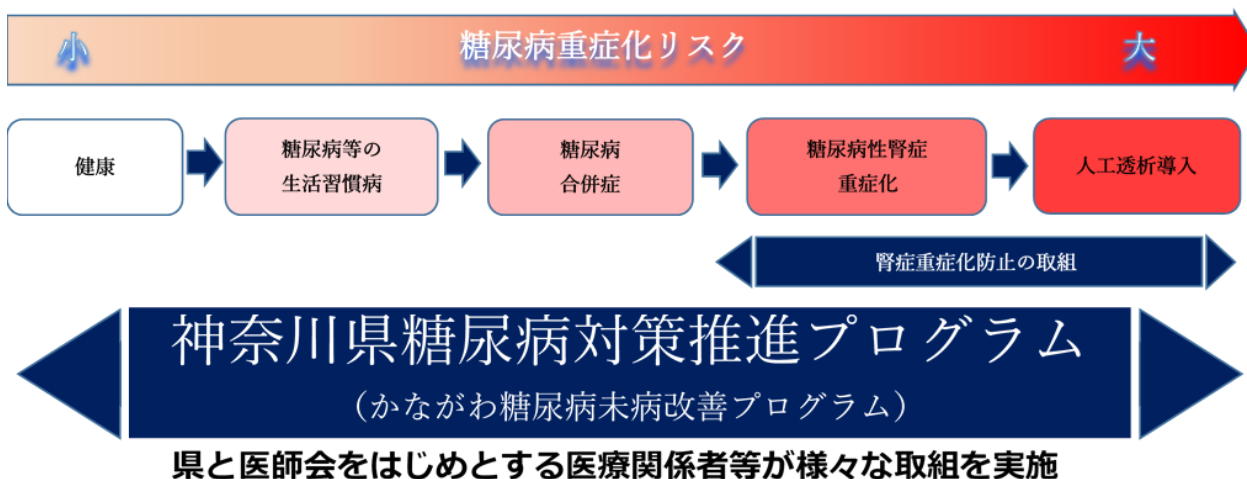 小 糖尿病重症化リスク 大
健康
糖尿病等の
生活習慣病
糖尿病
合併症
糖尿病性腎症
重症化
人工透析導入
腎症重症化防止の取組
神奈川県糖尿病対策推進プログラム
（かながわ糖尿病未病改善プログラム）
県と医師会をはじめとする医療関係者等が様々な取組を実施